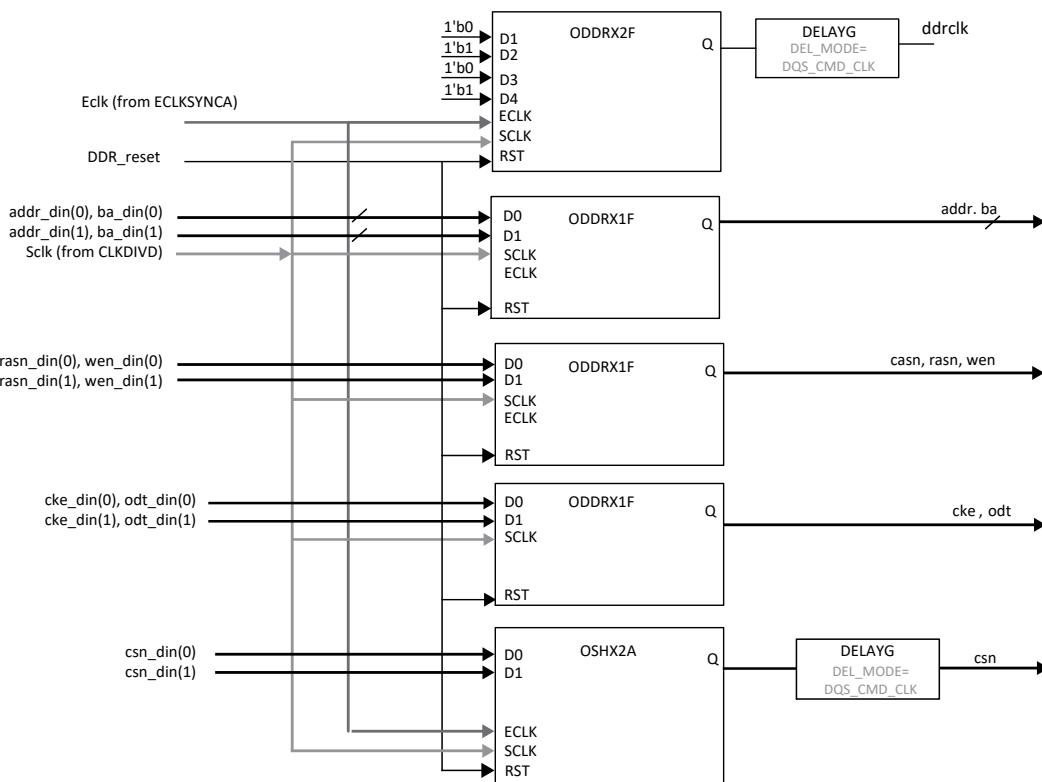 1'b0
D1
ODDRX2F
Q
DELAYG
DEL_MODE=
DQS_CMD_CLK
ddrclk
1'b1
D2
1'b0
D3
1'b1
D4
Eclk (from ECLKSYNCA)
ECLK
SCLK
DDR_reset
RST
addr_din(0), ba_din(0)
D0
ODDRX1F
Q
addr. ba
addr_din(1), ba_din(1)
D1
Sclk (from CLKDIVD)
SCLK
ECLK
RST
rasn_din(0), wen_din(0)
D0
ODDRX1F
Q
casn, rasn, wen
rasn_din(1), wen_din(1)
D1
SCLK
ECLK
RST
cke_din(0), odt_din(0)
D0
ODDRX1F
Q
cke , odt
cke_din(1), odt_din(1)
D1
SCLK
RST
csn_din(0)
D0
OSHX2A
Q
DELAYG
DEL_MODE=
DQS_CMD_CLK
csn
csn_din(1)
D1
ECLK
SCLK
RST